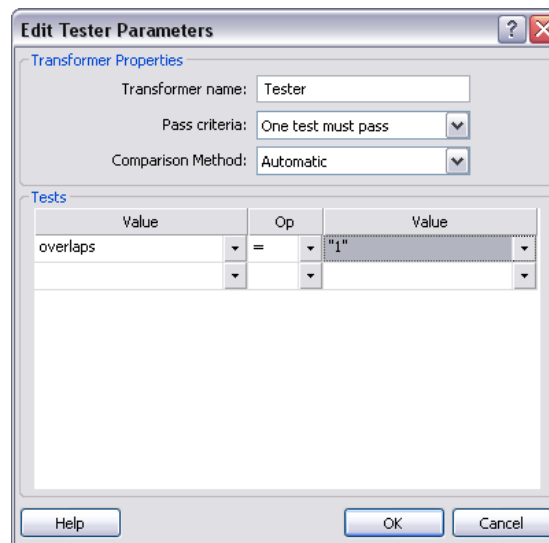 Edit Tester Parameters
Transformer Properties
Transformer name: Tester
Pass criteria: One test must pass
Comparison Method: Automatic
Tests
Value Op Value
overlaps = "1"
Help OK Cancel